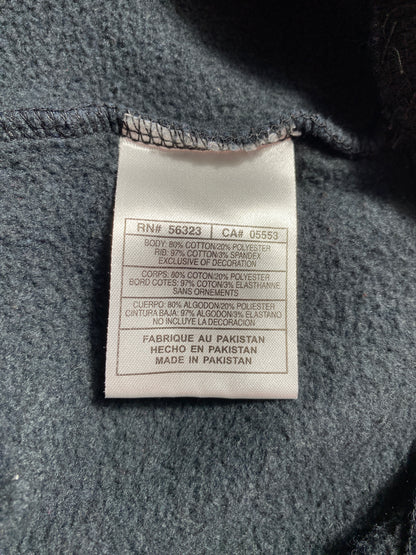 RN# 56323 CA# 05553
BODY: 80% COTTON/20% POLYESTER
RIB: 97% COTTON/3% SPANDEX
EXCLUSIVE OF DECORATION
CORPS: 80% COTON/20% POLYESTER
BORD COTES: 97% COTON/3% ELASTHANNE
SANS ORNEMENTS
CUERPO: 80% ALGODON/20% POLIESTER
CINTURA BAJA: 97% ALGODON/3% ELASTANO
NO INCLUYE LA DECORACION
FABRIQUE AU PAKISTAN
HECHO EN PAKISTAN
MADE IN PAKISTAN